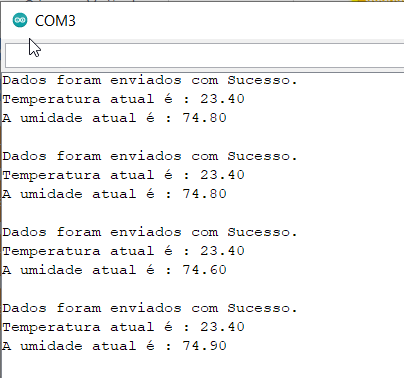 COM3
Dados foram enviados com Sucesso.
Temperatura atual é : 23.40
A umidade atual é : 74.80
Dados foram enviados com Sucesso.
Temperatura atual é : 23.40
A umidade atual é : 74.80
Dados foram enviados com Sucesso.
Temperatura atual é : 23.40
A umidade atual é : 74.60
Dados foram enviados com Sucesso.
Temperatura atual é : 23.40
A umidade atual é : 74.90